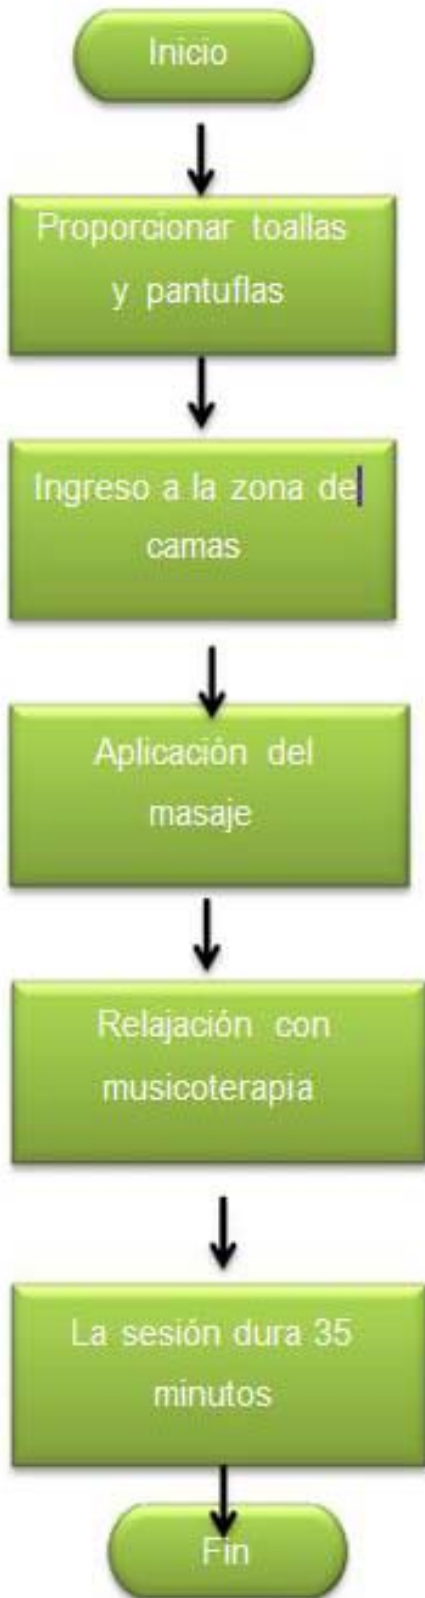 Inicio
Proporcionar toallas
y pantuflas
Ingreso a la zona de
camas
Aplicación del
masaje
Relajación con
musicoterapia
La sesión dura 35
minutos
Fin